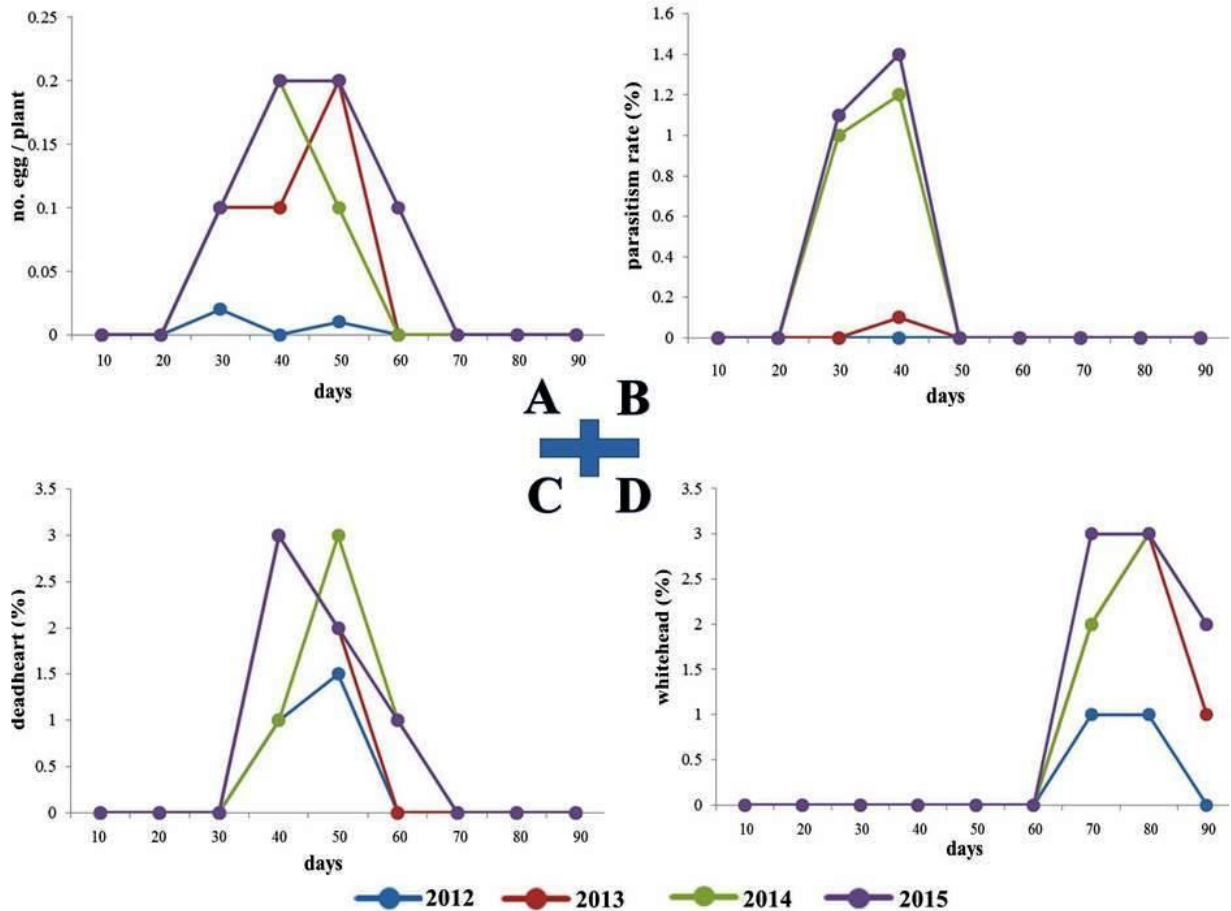 0.25
0.2
0.15
0.1
0.05
0
no. egg / plant
10 20 30 40 50 60 70 80 90
days
1.6
1.4
1.2
1
0.8
0.6
0.4
0.2
0
parasitism rate (%)
10 20 30 40 50 60 70 80 90
days
A B
C D
3.5
3
2.5
2
1.5
1
0.5
0
deadheart (%)
10 20 30 40 50 60 70 80 90
days
3.5
3
2.5
2
1.5
1
0.5
0
whitehead (%)
10 20 30 40 50 60 70 80 90
days
2012 2013 2014 2015